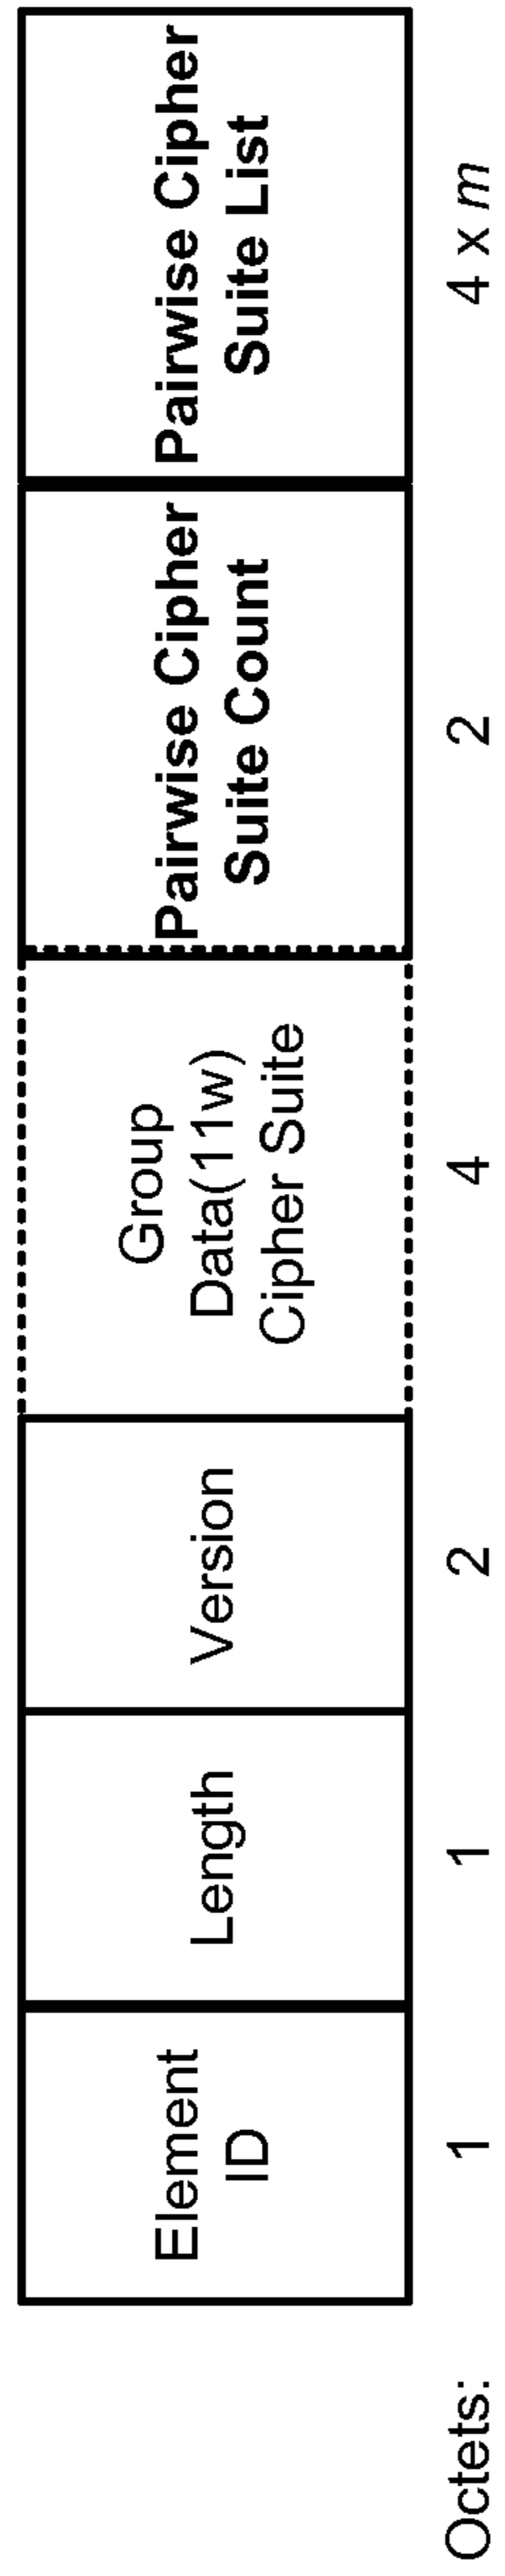 Element
ID
Length
Version
Group
Data(11w)
Cipher Suite
Pairwise Cipher
Suite Count
Pairwise Cipher
Suite List
Octets: 1 1 2 4 2 4 x m